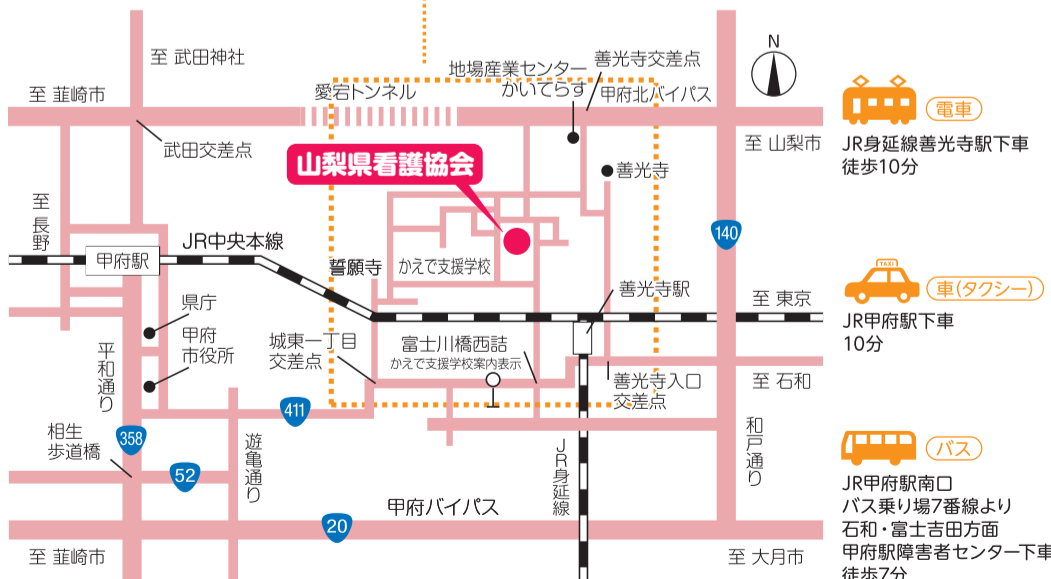 至 武田神社
N
地場産業センター
かいてらす
善光寺交差点
至 韮崎市
愛宕トンネル
甲府北バイパス
武田交差点
至 山梨市
山梨県看護協会
善光寺
至 長野
甲府駅
JR中央本線
誓願寺
かえで支援学校
140
善光寺駅
至 東京
県庁
甲府
市役所
平和通り
城東一丁目
交差点
富士川橋西詰
かえで支援学校案内表示
善光寺入口
交差点
至 石和
411
358
相生
歩道橋
52
遊亀通り
JR身延線
和戸通り
甲府バイパス
20
至 韮崎市
至 大月市
電車
JR身延線善光寺駅下車
徒歩10分
TAXI
車(タクシー)
JR甲府駅下車
10分
バス
JR甲府駅南口
バス乗り場7番線より
石和・富士吉田方面
甲府駅障害者センター下車
徒歩7分